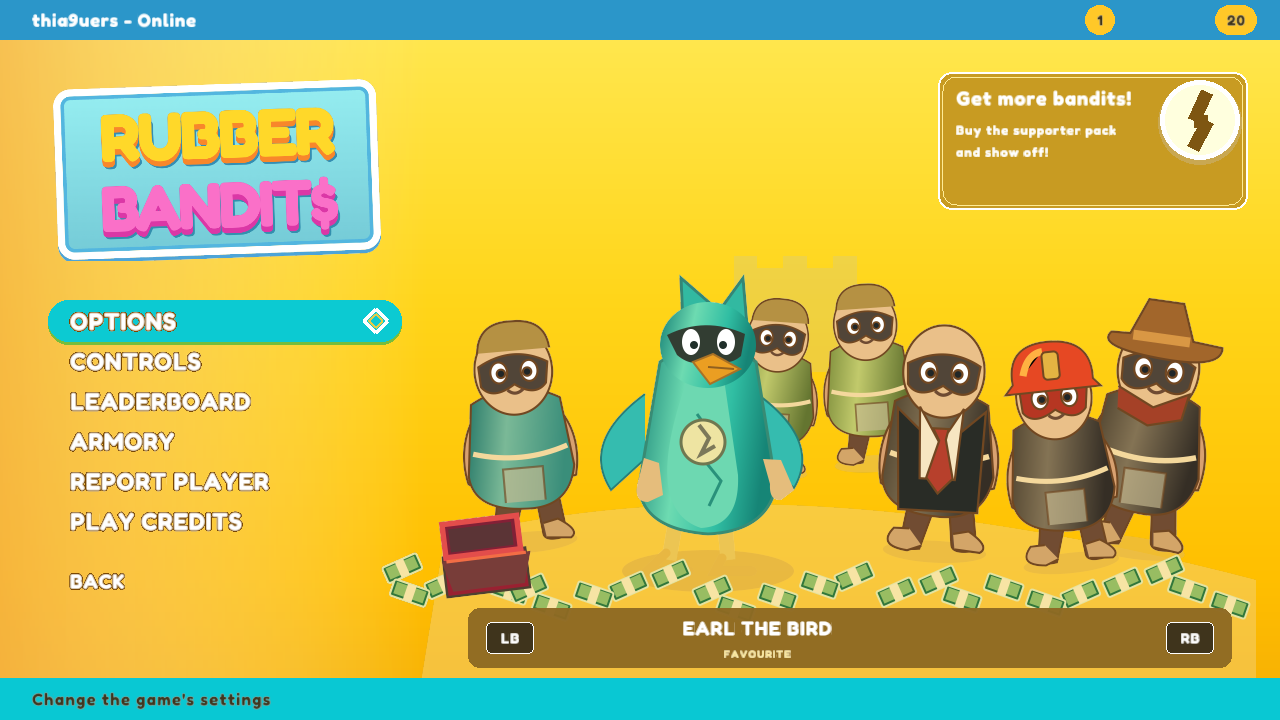 thia9uers - Online
1
20
RUBBER
BANDIT$
Get more bandits!
Buy the supporter pack
and show off!
OPTIONS
CONTROLS
LEADERBOARD
ARMORY
REPORT PLAYER
PLAY CREDITS
BACK
LB
EARL THE BIRD
FAVOURITE
RB
Change the game's settings